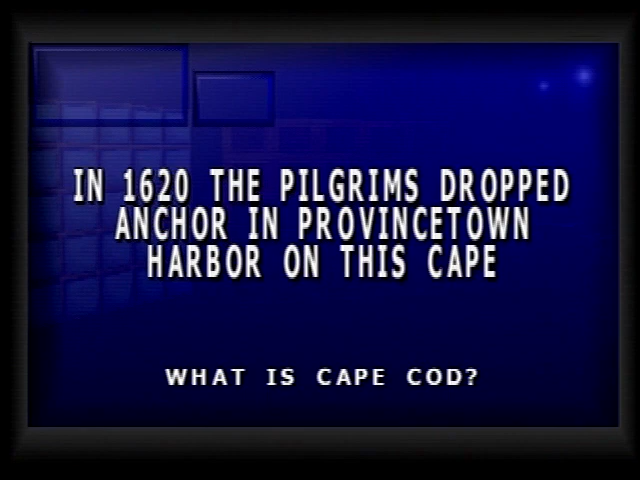 IN 1620 THE PILGRIMS DROPPED
ANCHOR IN PROVINCETOWN
HARBOR ON THIS CAPE
WHAT IS CAPE COD?